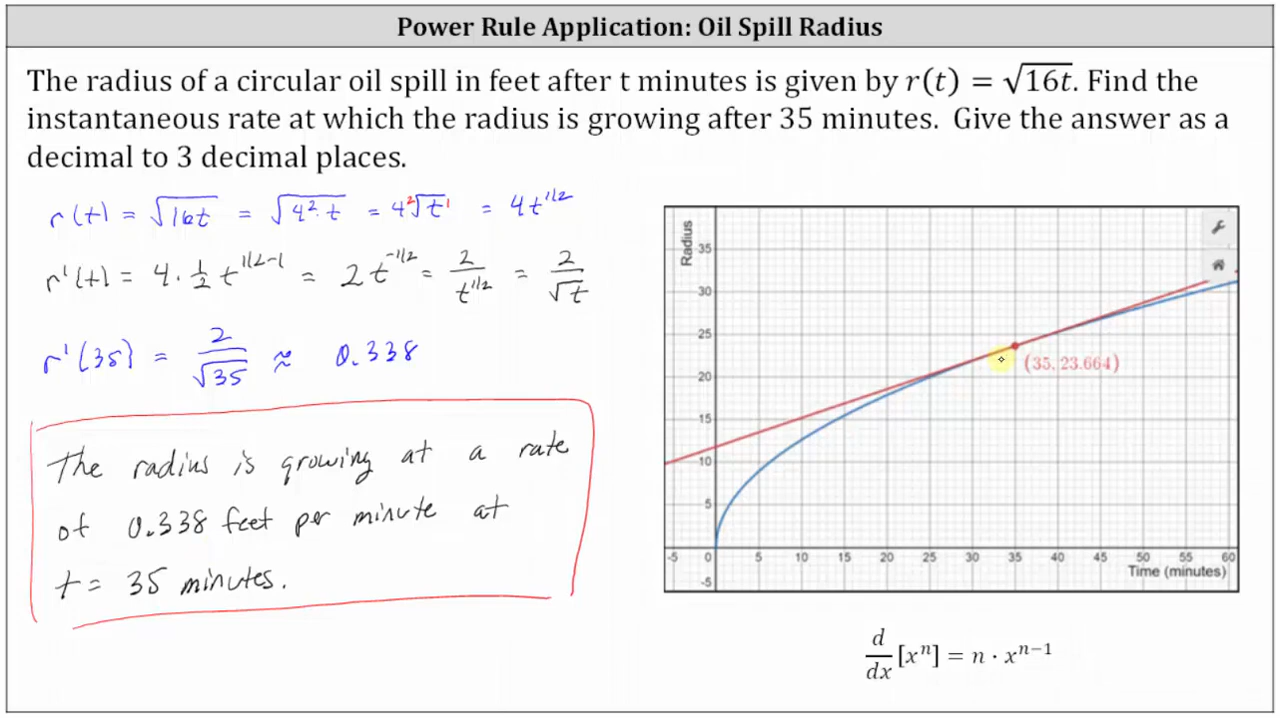 Power Rule Application: Oil Spill Radius
The radius of a circular oil spill in feet after t minutes is given by r(t) = √16t. Find the
instantaneous rate at which the radius is growing after 35 minutes. Give the answer as a
decimal to 3 decimal places.
r(t) = √16t = √4²·t = 4 ²√t¹ = 4t^1/2
r'(t) = 4 · 1/2 t^1/2-1 = 2t^-1/2 = 2/t^1/2 = 2/√t
r'(35) = 2/√35 ≈ 0.338
The radius is growing at a rate
of 0.338 feet per minute at
t = 35 minutes.
Radius
35
30
25
20
15
10
5
-5
(35, 23.664)
-5 0 5 10 15 20 25 30 35 40 45 50 55 60
Time (minutes)
d/dx [xⁿ] = n · xⁿ⁻¹